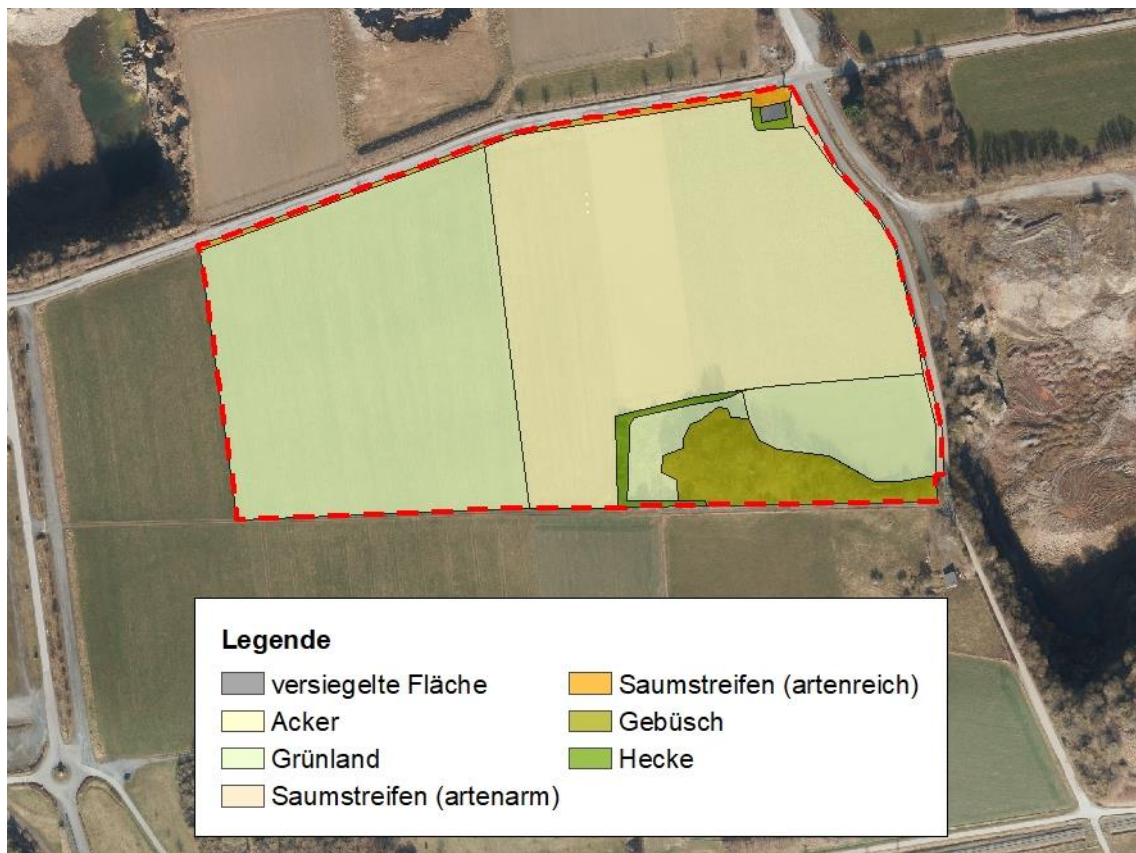 Legende
versiegelte Fläche
Acker
Grünland
Saumstreifen (artenarm)
Saumstreifen (artenreich)
Gebüsch
Hecke